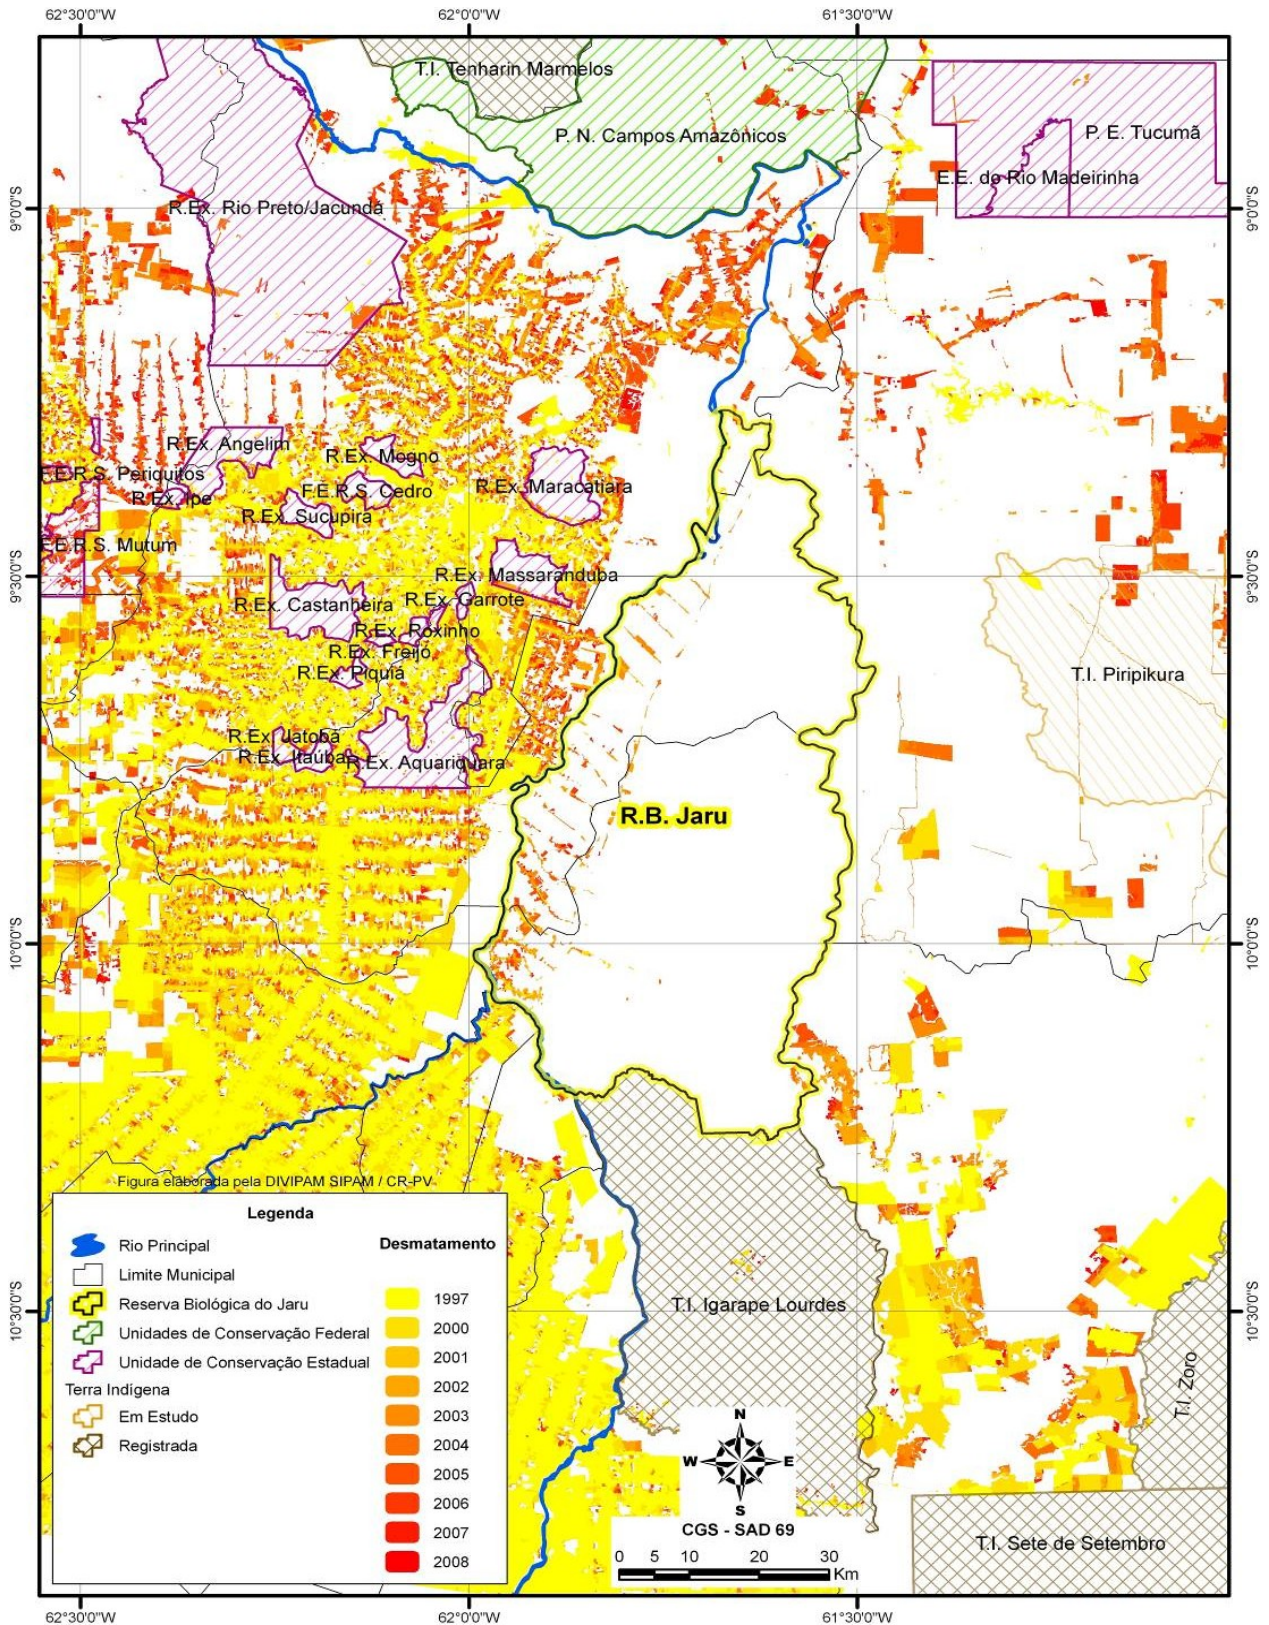 62°30'0"W 62°0'0"W 61°30'0"W
T.I. Tenharin Marmelos
P. N. Campos Amazônicos
P. E. Tucumã
E.E. do Rio Madeirinha
9°0'0"S 9°0'0"S
R.Ex. Rio Preto/Jacundá
R.Ex. Angelim
R.Ex. Mogno
F.E.R.S. Periquitos
R.Ex. Ipe
F.E.R.S. Cedro
R.Ex. Maracatiara
R.Ex. Sucupira
F.E.R.S. Mutum
9°30'0"S 9°30'0"S
R.Ex. Massaranduba
R.Ex. Castanheira
R.Ex. Garrote
R.Ex. Roxinho
R.Ex. Freijó
R.Ex. Piquiá
T.I. Piripikura
R.Ex. Jatobá
R.Ex. Itaúba
R.Ex. Aquariquara
R.B. Jaru
10°0'0"S 10°0'0"S
Figura elaborada pela DIVIPAM SIPAM / CR-PV
Legenda
Rio Principal
Limite Municipal
Reserva Biológica do Jaru
Unidades de Conservação Federal
Unidade de Conservação Estadual
Terra Indígena
Em Estudo
Registrada
Desmatamento
1997
2000
2001
2002
2003
2004
2005
2006
2007
2008
10°30'0"S 10°30'0"S
T.I. Igarape Lourdes
T.I. Zoro
N
W E
S
CGS - SAD 69
0 5 10 20 30
Km
T.I. Sete de Setembro
62°30'0"W 62°0'0"W 61°30'0"W